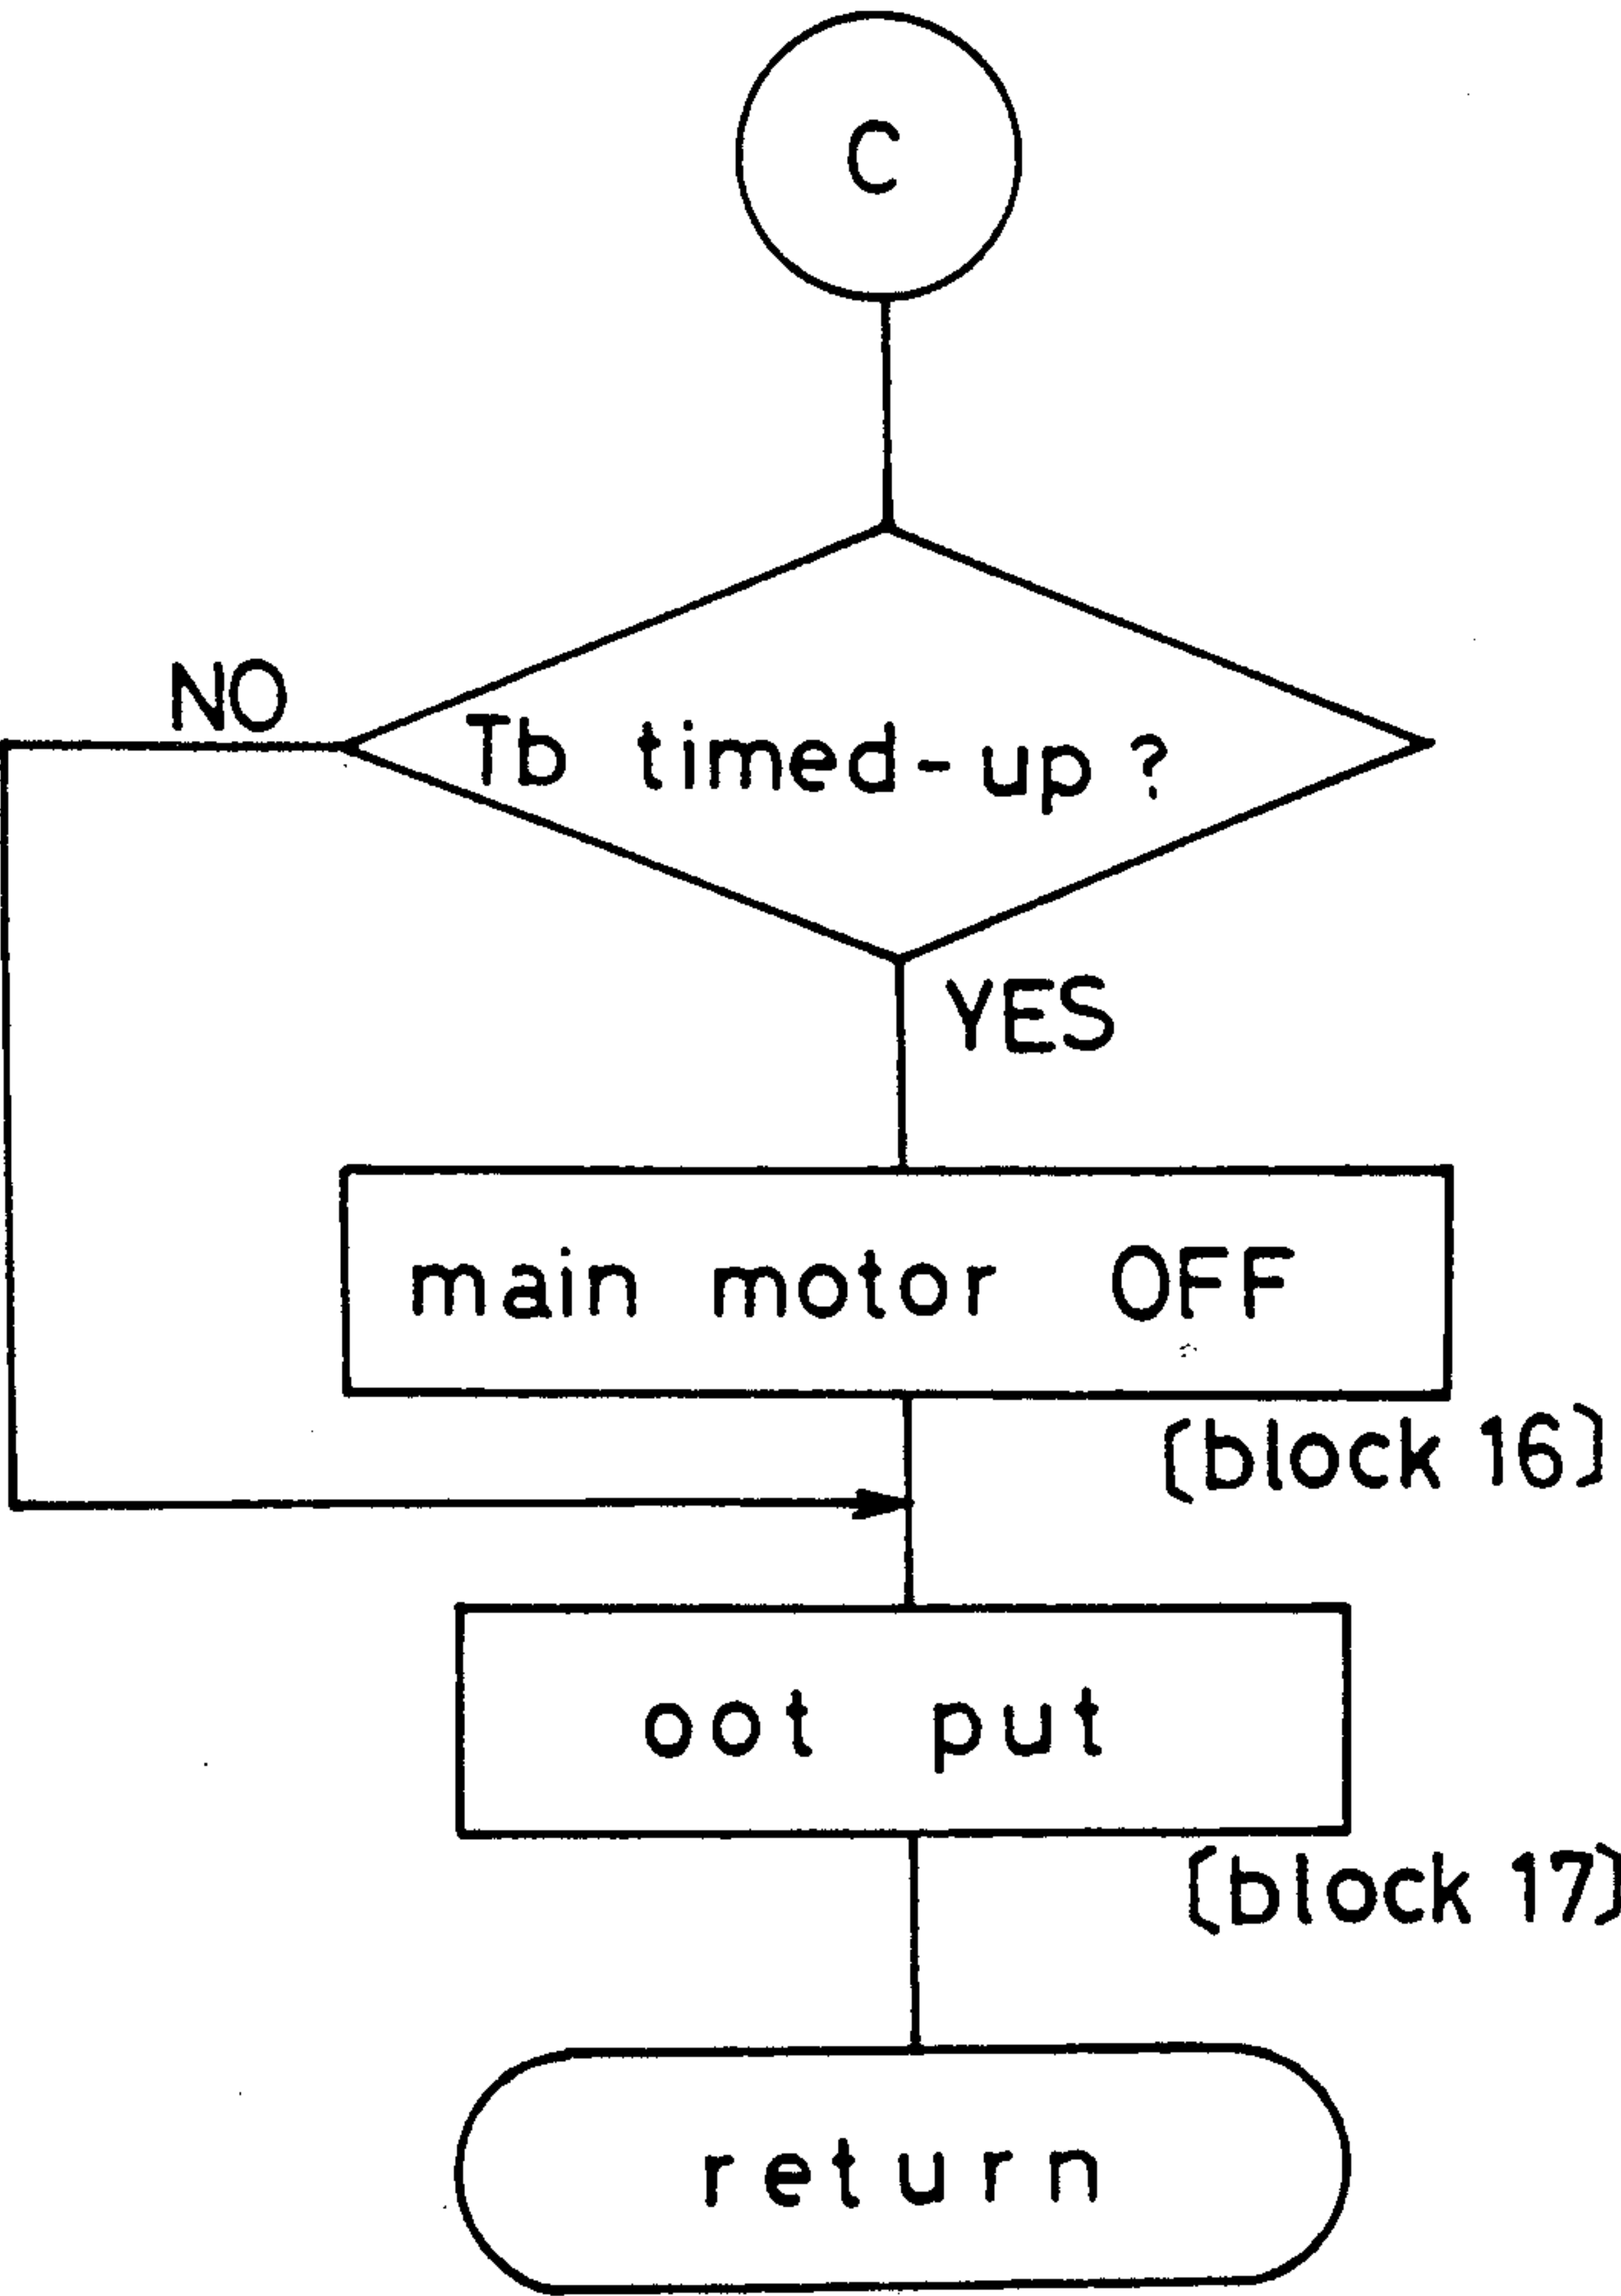 C
NO
Tb timed-up ?
YES
main motor OFF
(block 16)
oot put
(block 17)
return